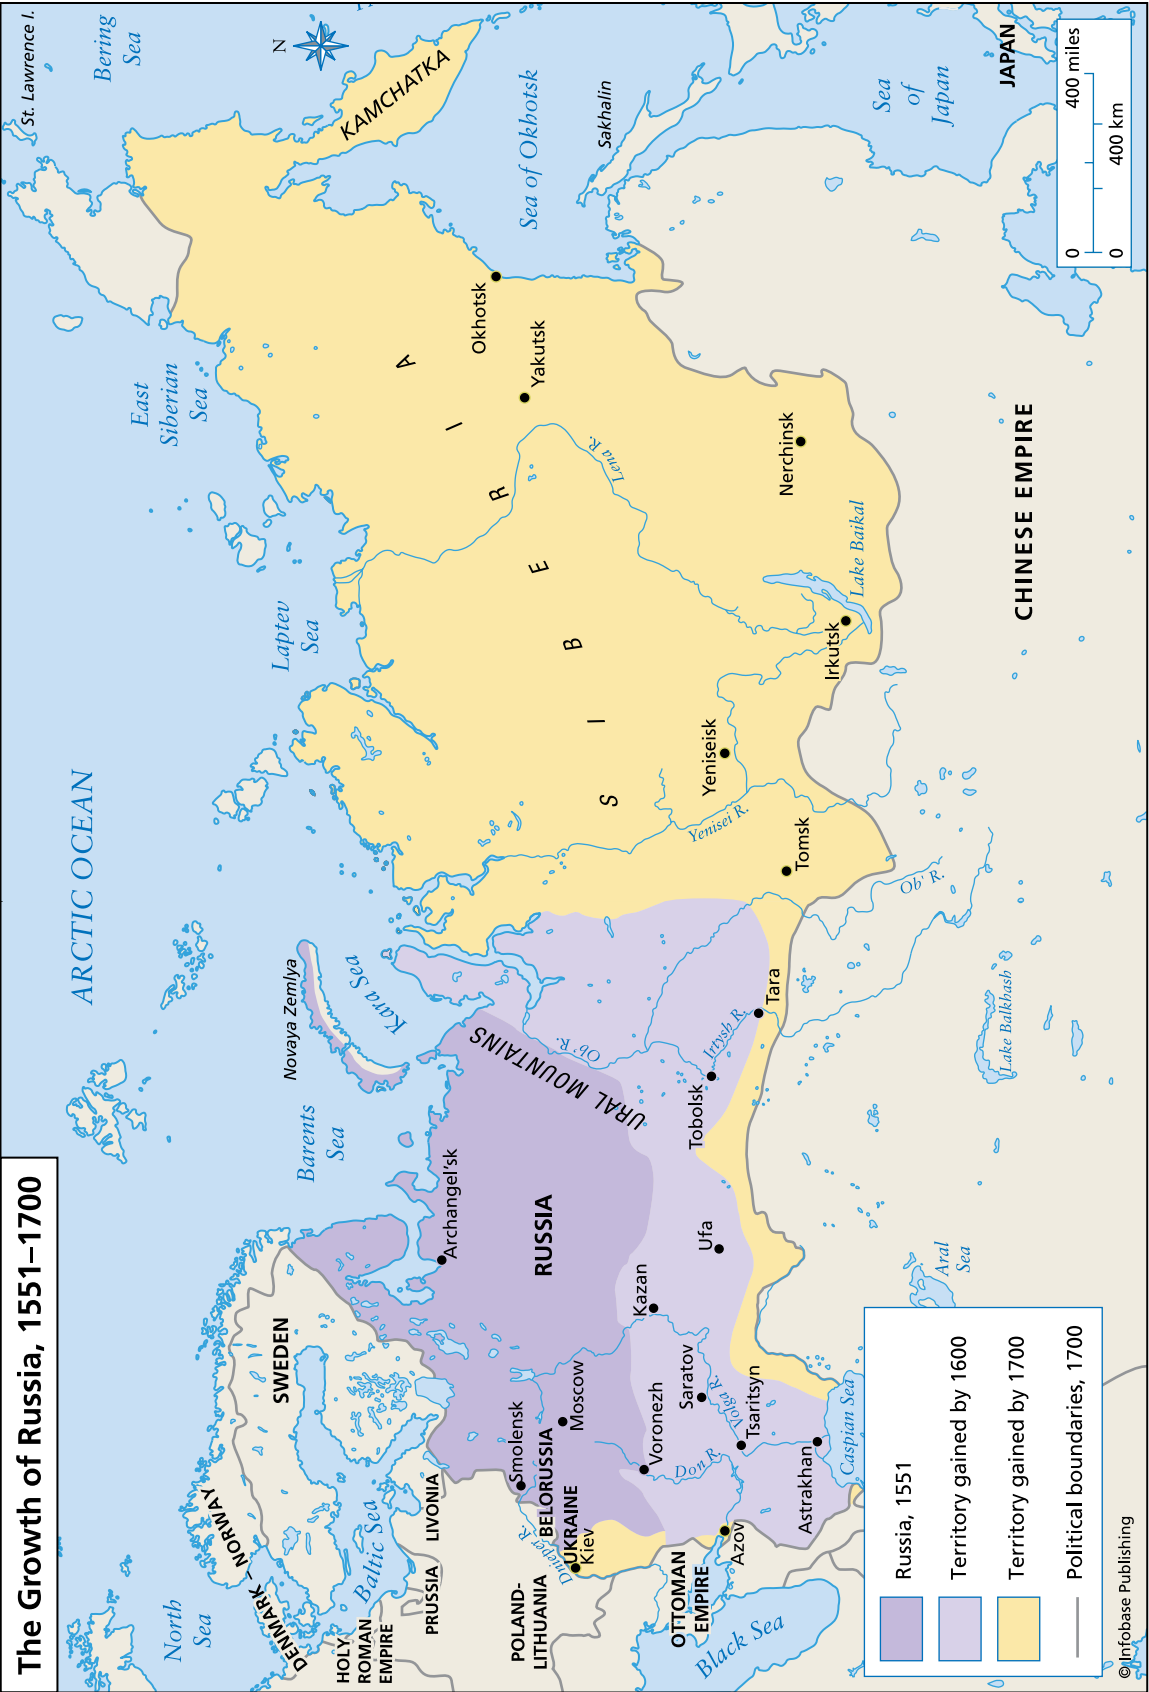 The Growth of Russia, 1551–1700
St. Lawrence I.
Bering
Sea
N
KAMCHATKA
Sea of Okhotsk
Sakhalin
Sea
of
Japan
JAPAN
ARCTIC OCEAN
East
Siberian
Sea
Laptev
Sea
Kara Sea
Novaya Zemlya
Barents
Sea
North
Sea
DENMARK – NORWAY
SWEDEN
Baltic Sea
HOLY
ROMAN
EMPIRE
PRUSSIA
LIVONIA
POLAND-
LITHUANIA
BELORUSSIA
UKRAINE
Kiev
Dnieper R.
Smolensk
Moscow
Archangel'sk
RUSSIA
URAL MOUNTAINS
SIBERIA
Okhotsk
Yakutsk
Lena R.
Nerchinsk
Lake Baikal
Irkutsk
Yeniseisk
Yenisei R.
Tomsk
Ob' R.
Ob' R.
Tara
Irtysh R.
Tobolsk
Ufa
Kazan
Saratov
Volga R.
Voronezh
Don R.
Tsaritsyn
Astrakhan
Azov
OTTOMAN
EMPIRE
Black Sea
Caspian Sea
Aral
Sea
Lake Balkhash
CHINESE EMPIRE
0 400 miles
0 400 km
Russia, 1551
Territory gained by 1600
Territory gained by 1700
Political boundaries, 1700
© Infobase Publishing